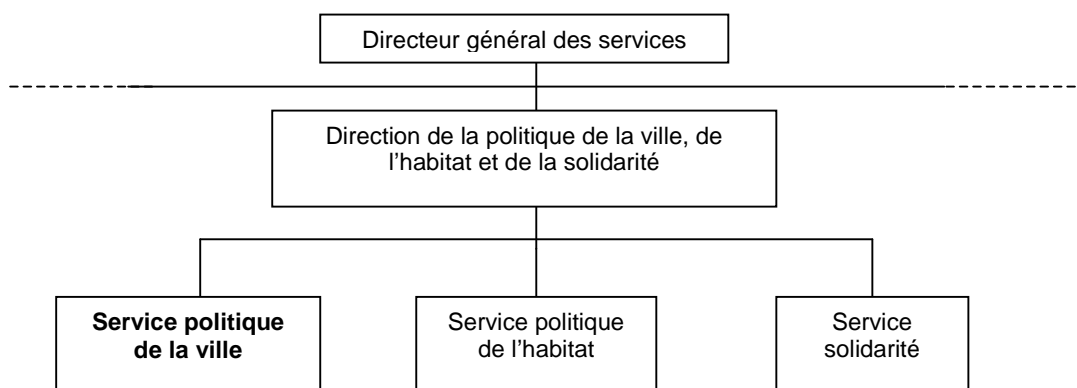 Directeur général des services
Direction de la politique de la ville, de
l’habitat et de la solidarité
Service politique
de la ville
Service politique
de l’habitat
Service
solidarité